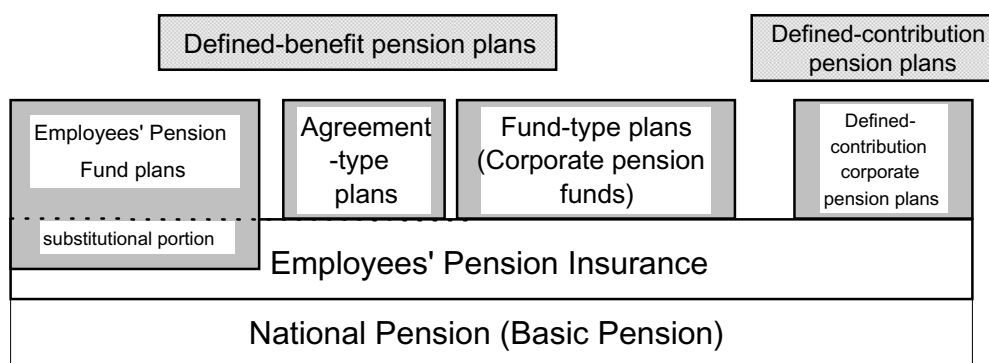 Defined-benefit pension plans
Defined-contribution
pension plans
Employees' Pension
Fund plans
Agreement
-type
plans
Fund-type plans
(Corporate pension
funds)
Defined-
contribution
corporate
pension plans
substitutional portion
Employees' Pension Insurance
National Pension (Basic Pension)